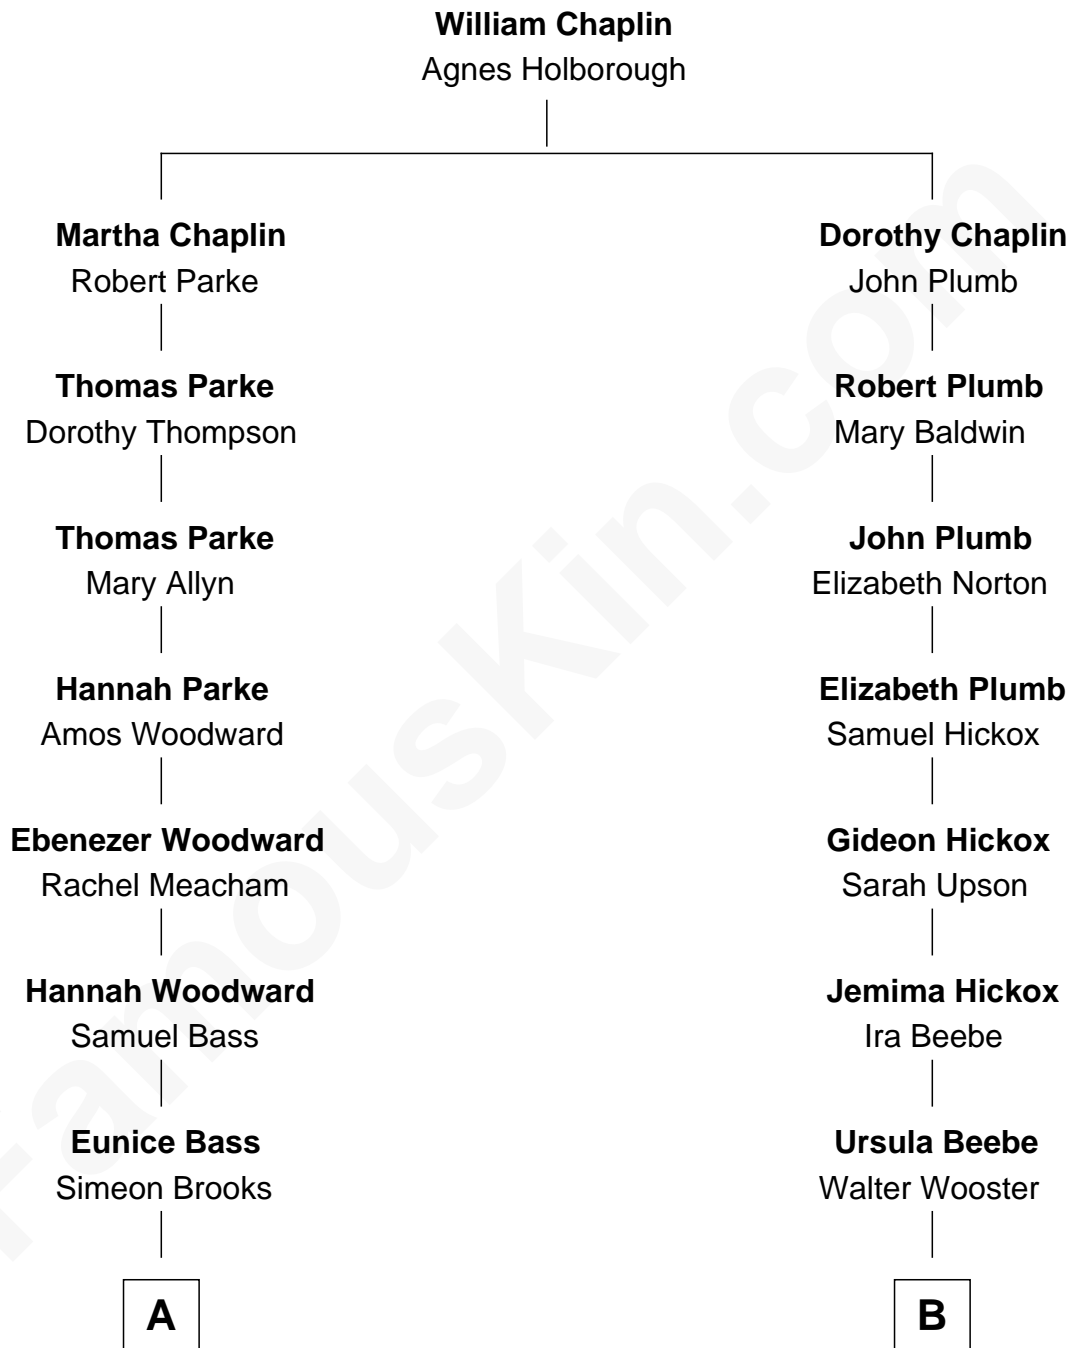 William Chaplin
Agnes Holborough
Martha Chaplin
Robert Parke
Dorothy Chaplin
John Plumb
Thomas Parke
Dorothy Thompson
Robert Plumb
Mary Baldwin
Thomas Parke
Mary Allyn
John Plumb
Elizabeth Norton
Hannah Parke
Amos Woodward
Elizabeth Plumb
Samuel Hickox
Ebenezer Woodward
Rachel Meacham
Gideon Hickox
Sarah Upson
Hannah Woodward
Samuel Bass
Jemima Hickox
Ira Beebe
Eunice Bass
Simeon Brooks
Ursula Beebe
Walter Wooster
A
B
FamousKin.com